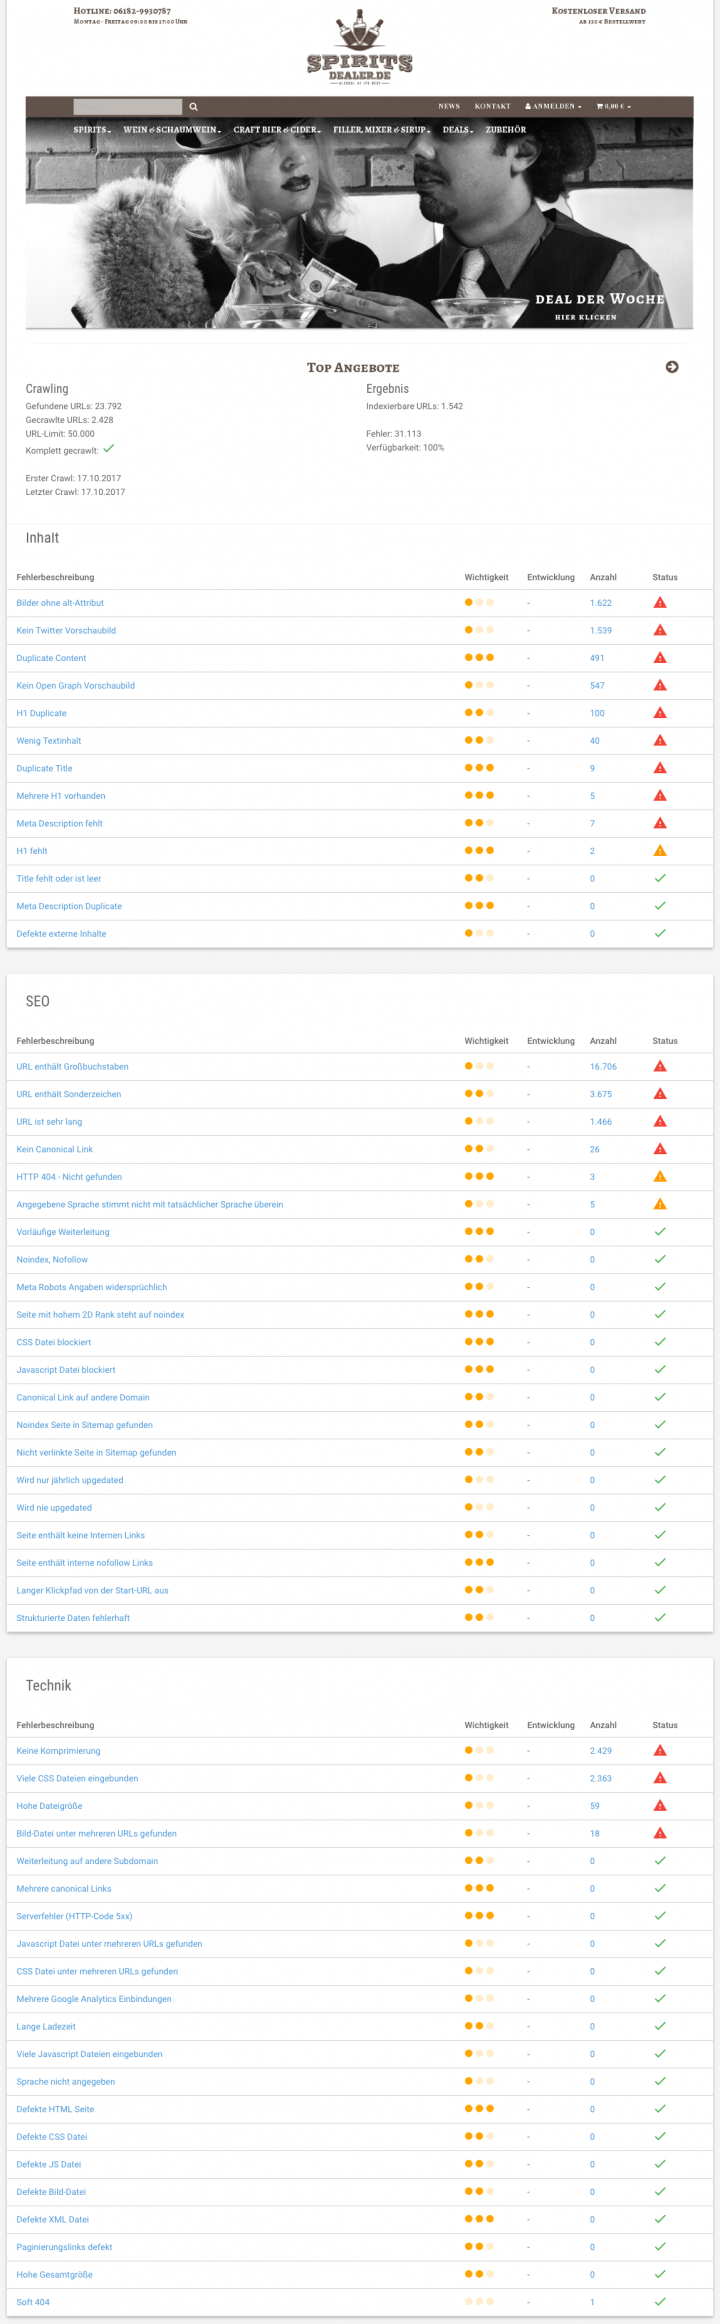 Hotline: 06182-9930787
Montag - Freitag 09:00 bis 17:00 Uhr
Kostenloser Versand
ab 150 € Bestellwert
SPIRITS
DEALER.DE
NEWS KONTAKT ANMELDEN 0,00 €
SPIRITS WEIN & SCHAUMWEIN CRAFT BIER & CIDER FILLER, MIXER & SIRUP DEALS ZUBEHÖR
DEAL DER WOCHE
HIER KLICKEN
Top Angebote
Crawling
Gefundene URLs: 23.792
Gecrawlte URLs: 2.428
URL-Limit: 50.000
Komplett gecrawlt:
Erster Crawl: 17.10.2017
Letzter Crawl: 17.10.2017
Ergebnis
Indexierbare URLs: 1.542
Fehler: 31.113
Verfügbarkeit: 100%
Inhalt
Fehlerbeschreibung Wichtigkeit Entwicklung Anzahl Status
Bilder ohne alt-Attribut - 1.622
Kein Twitter Vorschaubild - 1.539
Duplicate Content - 491
Kein Open Graph Vorschaubild - 547
H1 Duplicate - 100
Wenig Textinhalt - 40
Duplicate Title - 9
Mehrere H1 vorhanden - 5
Meta Description fehlt - 7
H1 fehlt - 2
Title fehlt oder ist leer - 0
Meta Description Duplicate - 0
Defekte externe Inhalte - 0
SEO
Fehlerbeschreibung Wichtigkeit Entwicklung Anzahl Status
URL enthält Großbuchstaben - 16.706
URL enthält Sonderzeichen - 3.675
URL ist sehr lang - 1.466
Kein Canonical Link - 26
HTTP 404 - Nicht gefunden - 3
Angegebene Sprache stimmt nicht mit tatsächlicher Sprache überein - 5
Vorläufige Weiterleitung - 0
Noindex, Nofollow - 0
Meta Robots Angaben widersprüchlich - 0
Seite mit hohem 2D Rank steht auf noindex - 0
CSS Datei blockiert - 0
Javascript Datei blockiert - 0
Canonical Link auf andere Domain - 0
Noindex Seite in Sitemap gefunden - 0
Nicht verlinkte Seite in Sitemap gefunden - 0
Wird nur jährlich upgedated - 0
Wird nie upgedated - 0
Seite enthält keine Internen Links - 0
Seite enthält interne nofollow Links - 0
Langer Klickpfad von der Start-URL aus - 0
Strukturierte Daten fehlerhaft - 0
Technik
Fehlerbeschreibung Wichtigkeit Entwicklung Anzahl Status
Keine Komprimierung - 2.429
Viele CSS Dateien eingebunden - 2.363
Hohe Dateigröße - 59
Bild-Datei unter mehreren URLs gefunden - 18
Weiterleitung auf andere Subdomain - 0
Mehrere canonical Links - 0
Serverfehler (HTTP-Code 5xx) - 0
Javascript Datei unter mehreren URLs gefunden - 0
CSS Datei unter mehreren URLs gefunden - 0
Mehrere Google Analytics Einbindungen - 0
Lange Ladezeit - 0
Viele Javascript Dateien eingebunden - 0
Sprache nicht angegeben - 0
Defekte HTML Seite - 0
Defekte CSS Datei - 0
Defekte JS Datei - 0
Defekte Bild-Datei - 0
Defekte XML Datei - 0
Paginierungslinks defekt - 0
Hohe Gesamtgröße - 0
Soft 404 - 1